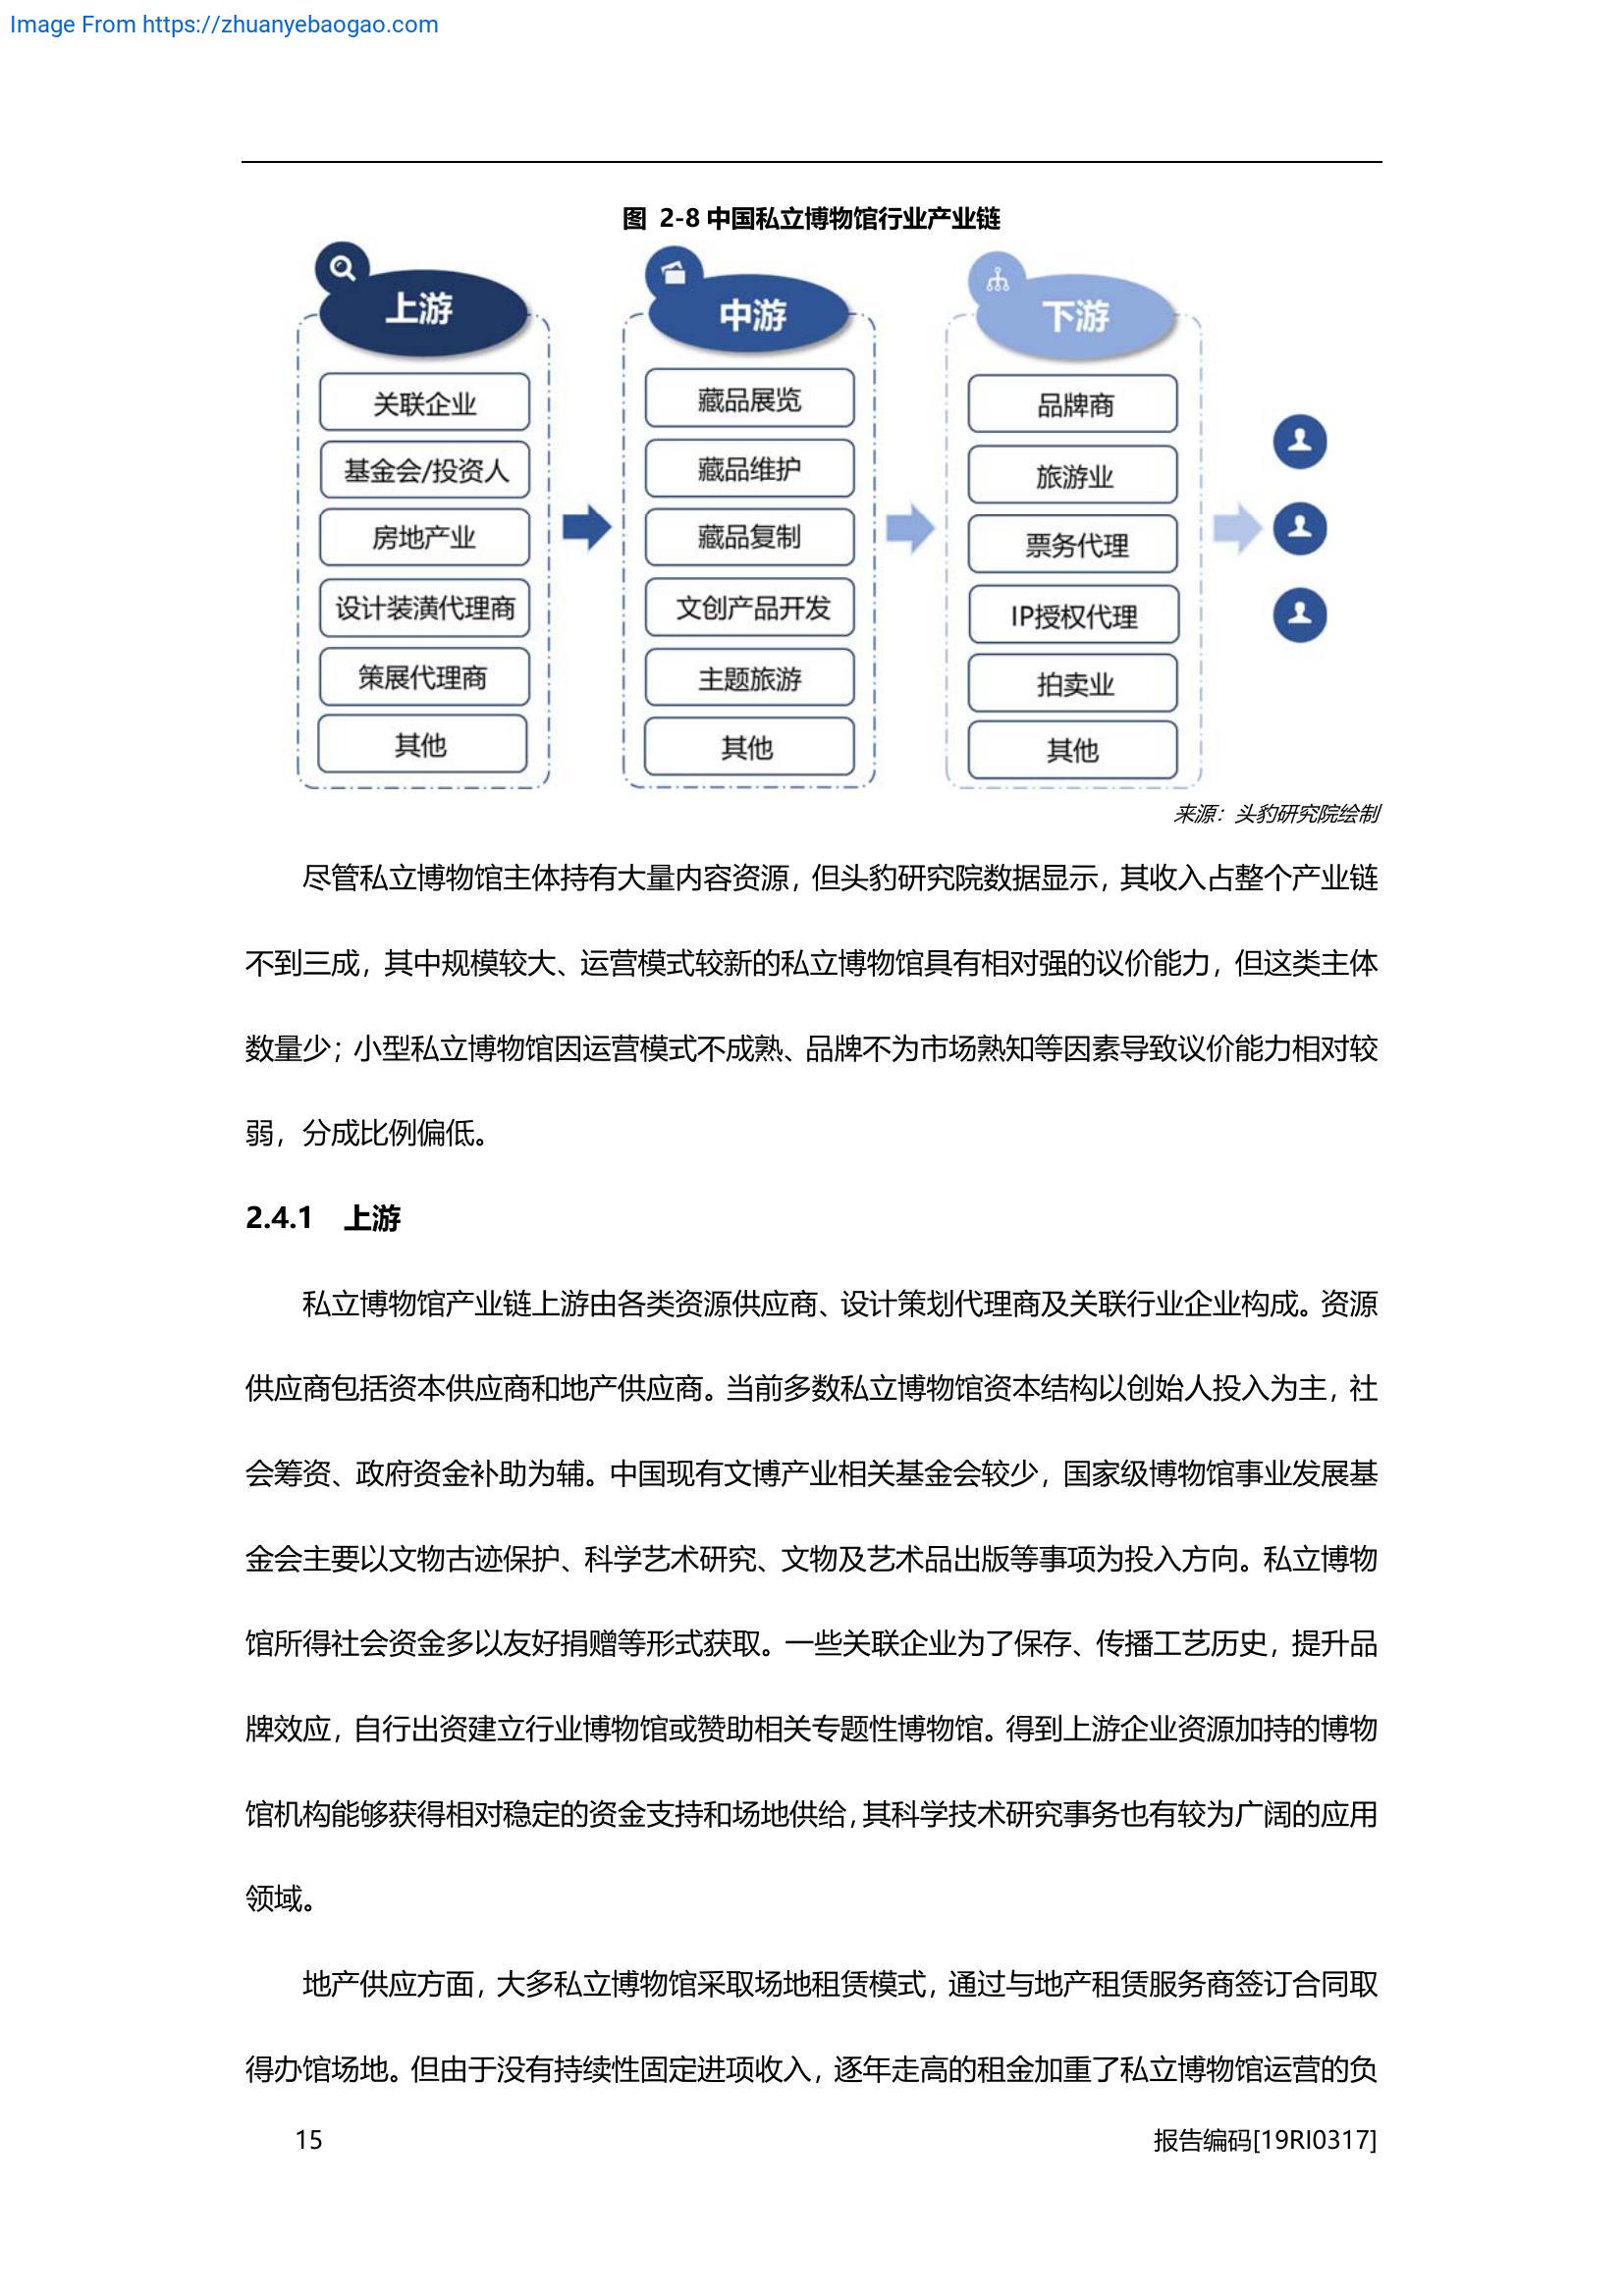 Image From https://zhuanyebaogao.com
图 2-8 中国私立博物馆行业产业链
上游
关联企业
基金会/投资人
房地产业
设计装潢代理商
策展代理商
其他
中游
藏品展览
藏品维护
藏品复制
文创产品开发
主题旅游
其他
下游
品牌商
旅游业
票务代理
IP授权代理
拍卖业
其他
来源：头豹研究院绘制
尽管私立博物馆主体持有大量内容资源，但头豹研究院数据显示，其收入占整个产业链
不到三成，其中规模较大、运营模式较新的私立博物馆具有相对强的议价能力，但这类主体
数量少；小型私立博物馆因运营模式不成熟、品牌不为市场熟知等因素导致议价能力相对较
弱，分成比例偏低。
2.4.1 上游
私立博物馆产业链上游由各类资源供应商、设计策划代理商及关联行业企业构成。资源
供应商包括资本供应商和地产供应商。当前多数私立博物馆资本结构以创始人投入为主，社
会筹资、政府资金补助为辅。中国现有文博产业相关基金会较少，国家级博物馆事业发展基
金会主要以文物古迹保护、科学艺术研究、文物及艺术品出版等事项为投入方向。私立博物
馆所得社会资金多以友好捐赠等形式获取。一些关联企业为了保存、传播工艺历史，提升品
牌效应，自行出资建立行业博物馆或赞助相关专题性博物馆。得到上游企业资源加持的博物
馆机构能够获得相对稳定的资金支持和场地供给，其科学技术研究事务也有较为广阔的应用
领域。
地产供应方面，大多私立博物馆采取场地租赁模式，通过与地产租赁服务商签订合同取
得办馆场地。但由于没有持续性固定进项收入，逐年走高的租金加重了私立博物馆运营的负
15
报告编码[19RI0317]